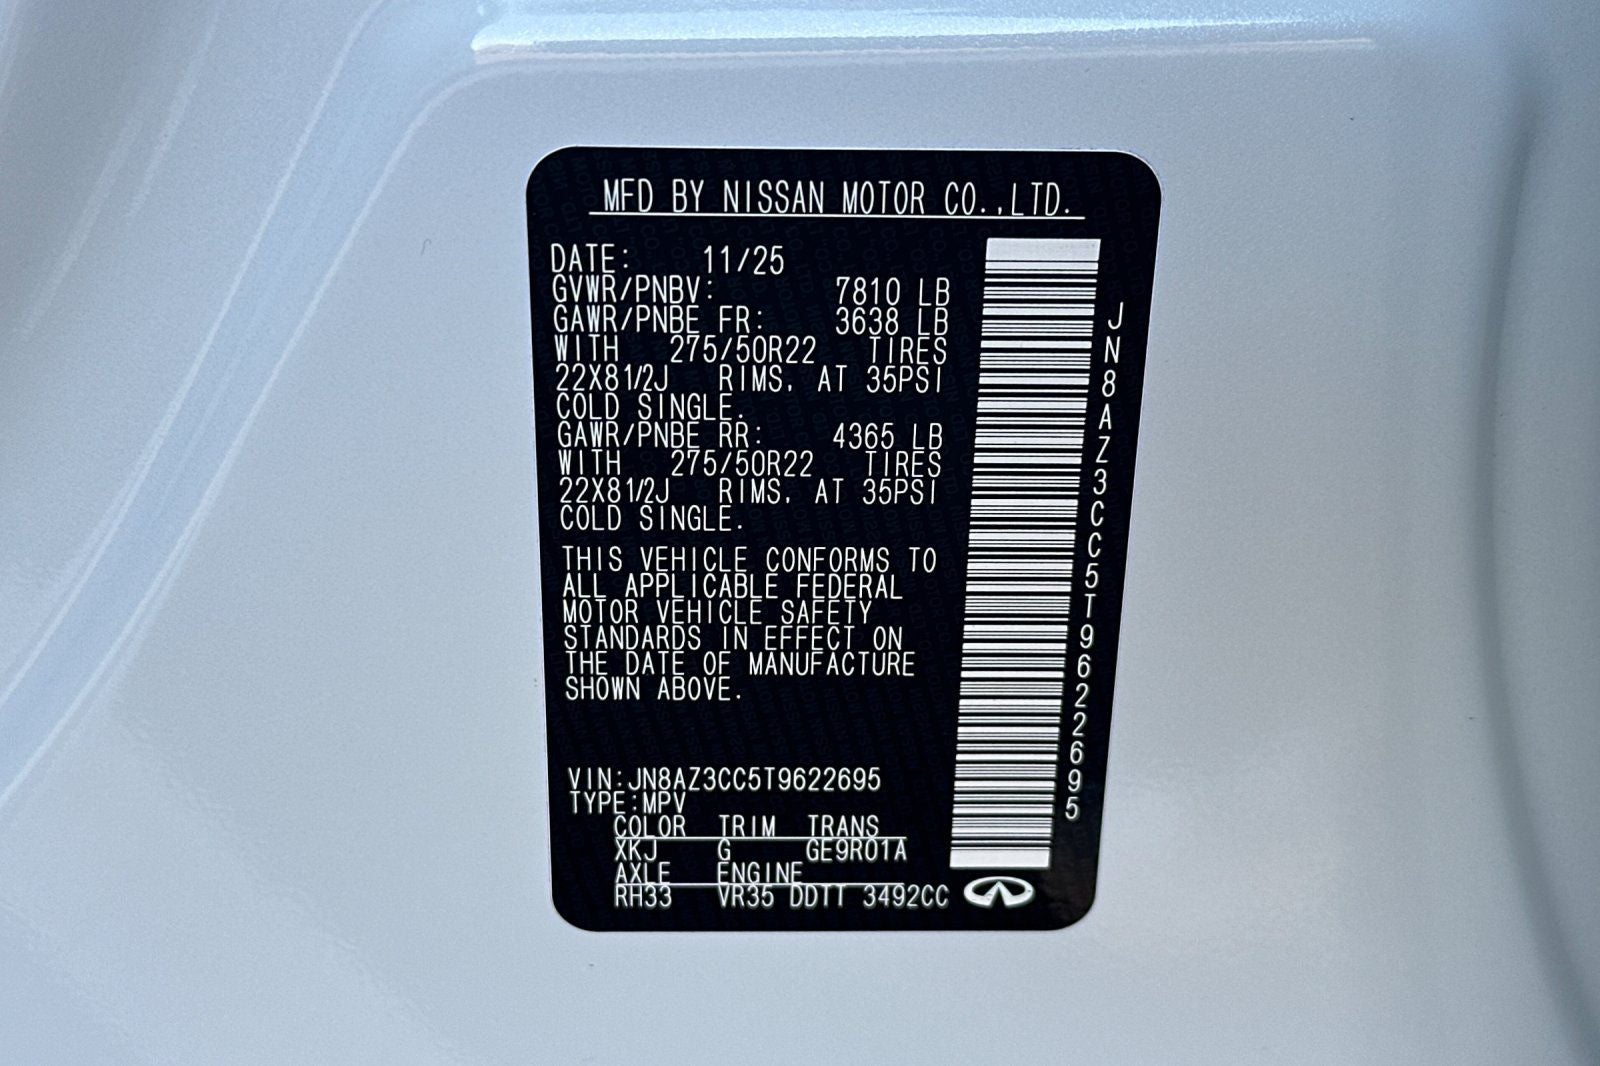 MFD BY NISSAN MOTOR CO.,LTD.
DATE: 11/25
GVWR/PNBV: 7810 LB
GAWR/PNBE FR: 3638 LB
WITH 275/50R22 TIRES
22X81/2J RIMS, AT 35PSI
COLD SINGLE.
GAWR/PNBE RR: 4365 LB
WITH 275/50R22 TIRES
22X81/2J RIMS, AT 35PSI
COLD SINGLE.
THIS VEHICLE CONFORMS TO
ALL APPLICABLE FEDERAL
MOTOR VEHICLE SAFETY
STANDARDS IN EFFECT ON
THE DATE OF MANUFACTURE
SHOWN ABOVE.
VIN:JN8AZ3CC5T9622695
TYPE:MPV
COLOR TRIM TRANS
XKJ G GE9R01A
AXLE ENGINE
RH33 VR35 DDTT 3492CC
JN8AZ3CC5T9622695